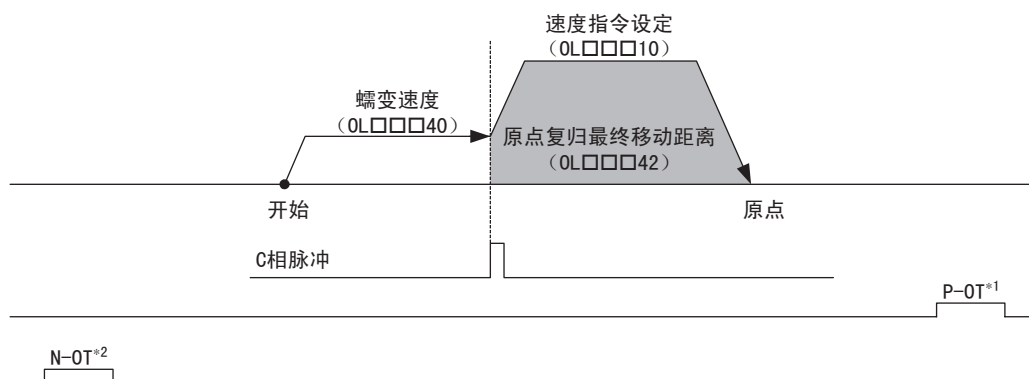 速度指令设定
（OL□□□10）
蠕变速度
（OL□□□40）
原点复归最终移动距离
（OL□□□42）
开始
原点
C相脉冲
P-OT*1
N-OT*2